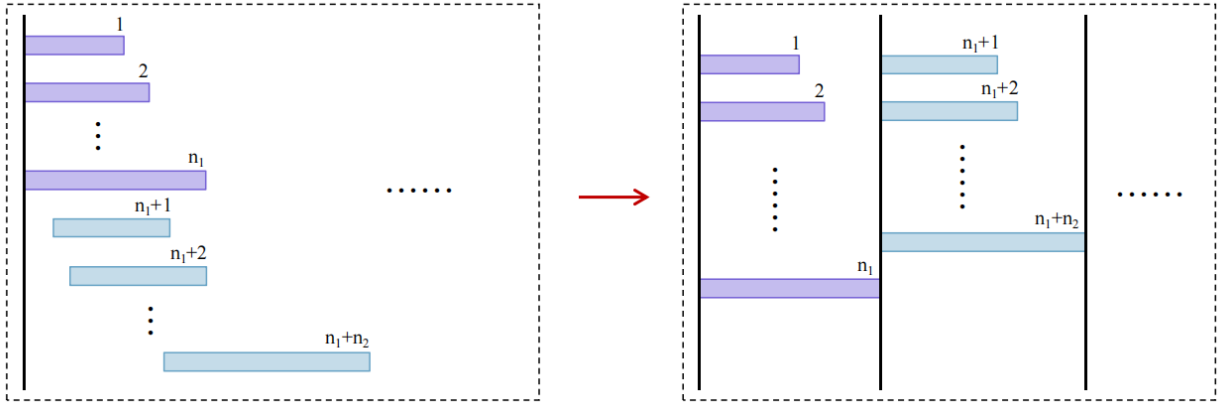 1
2
n₁
n₁+1
n₁+2
n₁+n₂
......
1
2
n₁
n₁+1
n₁+2
n₁+n₂
......